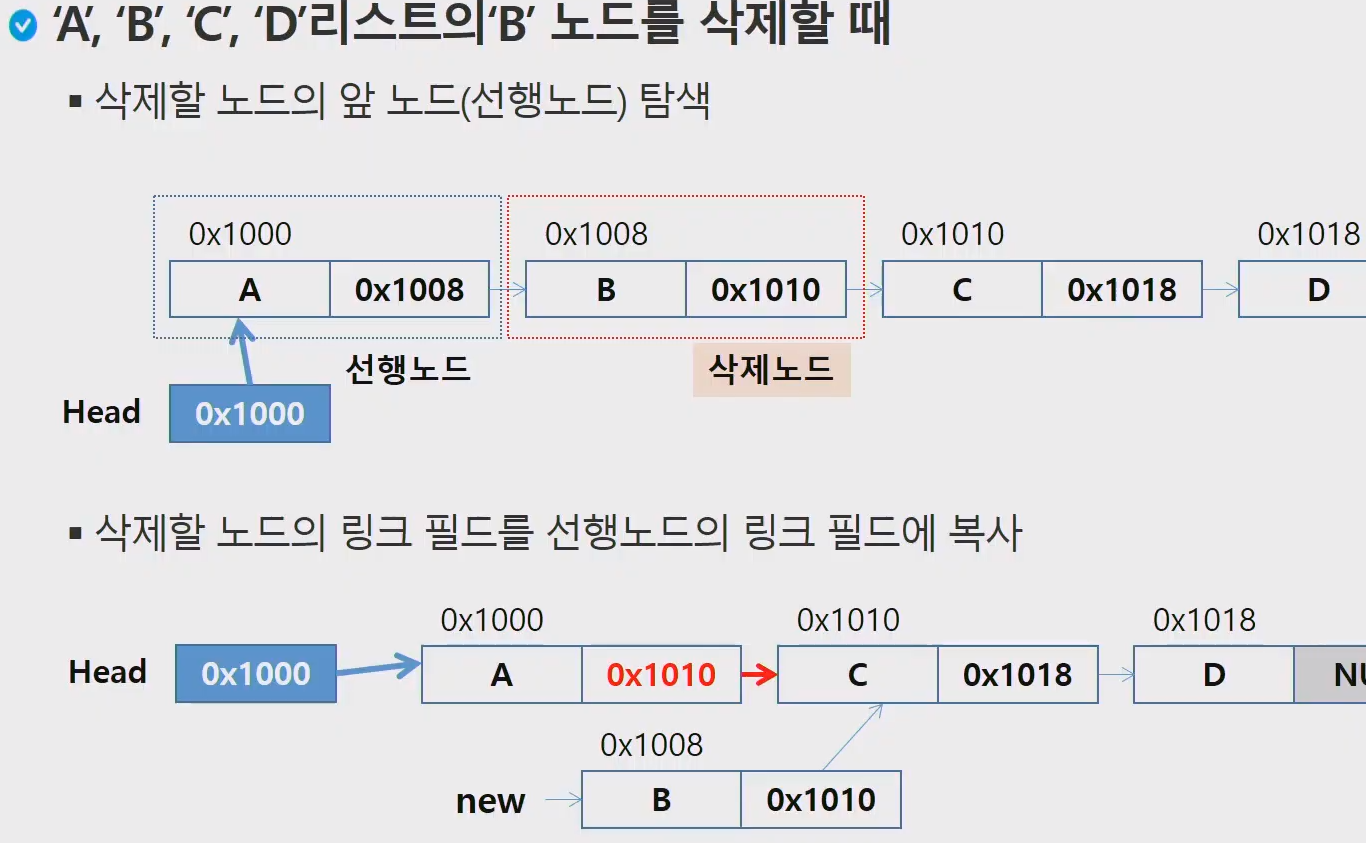 ‘A’, ‘B’, ‘C’, ‘D’리스트의‘B’ 노드를 삭제할 때
▪ 삭제할 노드의 앞 노드(선행노드) 탐색
0x1000 0x1008 0x1010 0x1018
A 0x1008 B 0x1010 C 0x1018 D
선행노드 삭제노드
Head 0x1000
▪ 삭제할 노드의 링크 필드를 선행노드의 링크 필드에 복사
0x1000 0x1010 0x1018
Head 0x1000 A 0x1010 C 0x1018 D
0x1008
new B 0x1010